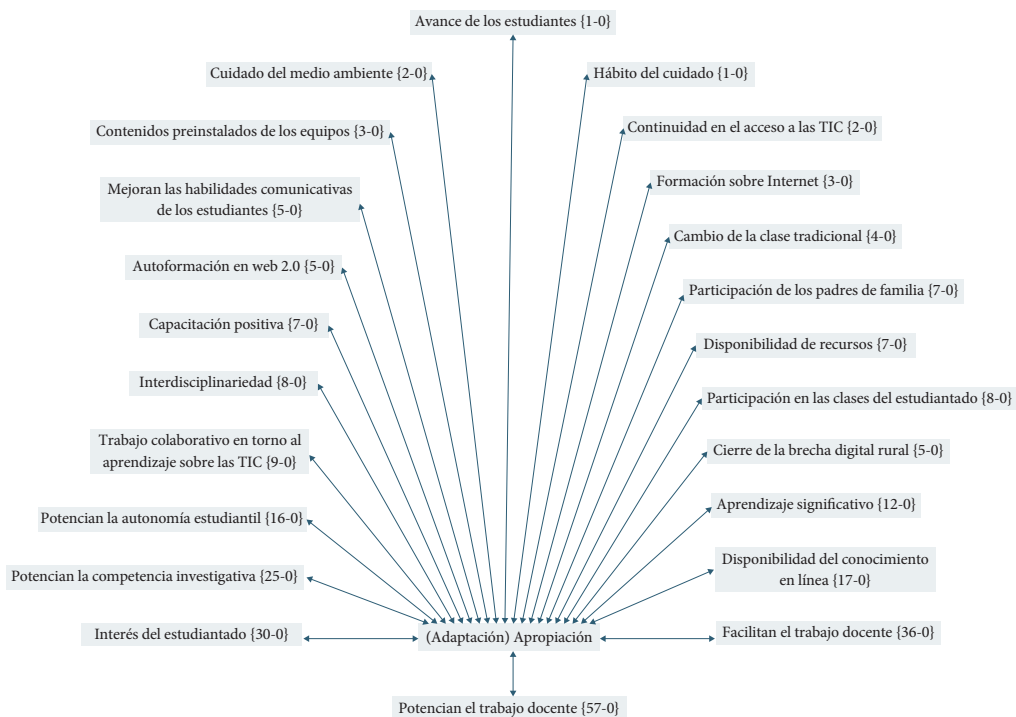 Avance de los estudiantes {1-0}
Cuidado del medio ambiente {2-0}
Hábito del cuidado {1-0}
Contenidos preinstalados de los equipos {3-0}
Continuidad en el acceso a las TIC {2-0}
Mejoran las habilidades comunicativas
de los estudiantes {5-0}
Formación sobre Internet {3-0}
Cambio de la clase tradicional {4-0}
Autoformación en web 2.0 {5-0}
Participación de los padres de familia {7-0}
Capacitación positiva {7-0}
Disponibilidad de recursos {7-0}
Interdisciplinariedad {8-0}
Participación en las clases del estudiantado {8-0}
Trabajo colaborativo en torno al
aprendizaje sobre las TIC {9-0}
Cierre de la brecha digital rural {5-0}
Potencian la autonomía estudiantil {16-0}
Aprendizaje significativo {12-0}
Potencian la competencia investigativa {25-0}
Disponibilidad del conocimiento
en línea {17-0}
Interés del estudiantado {30-0}
(Adaptación) Apropiación
Facilitan el trabajo docente {36-0}
Potencian el trabajo docente {57-0}